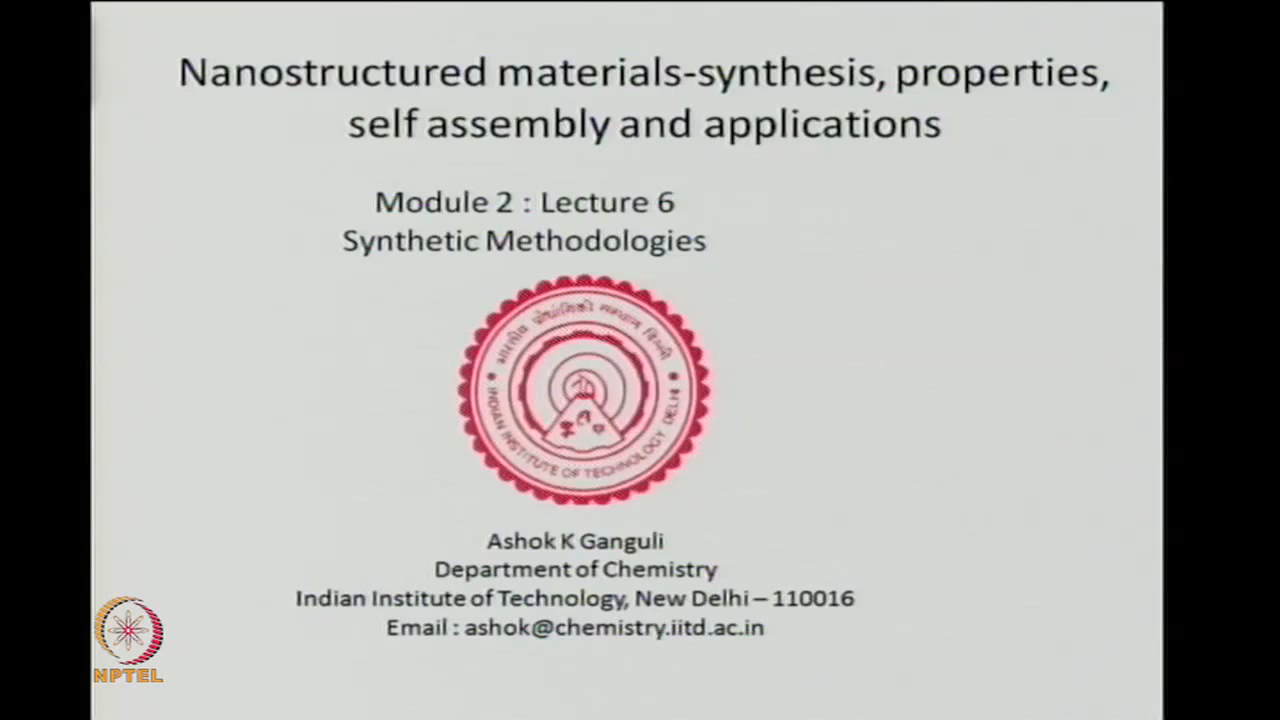 Nanostructured materials-synthesis, properties,
self assembly and applications
Module 2 : Lecture 6
Synthetic Methodologies
भारतीय प्रौद्योगिकी संस्थान दिल्ली
INDIAN INSTITUTE OF TECHNOLOGY DELHI
Ashok K Ganguli
Department of Chemistry
Indian Institute of Technology, New Delhi – 110016
Email : ashok@chemistry.iitd.ac.in
NPTEL